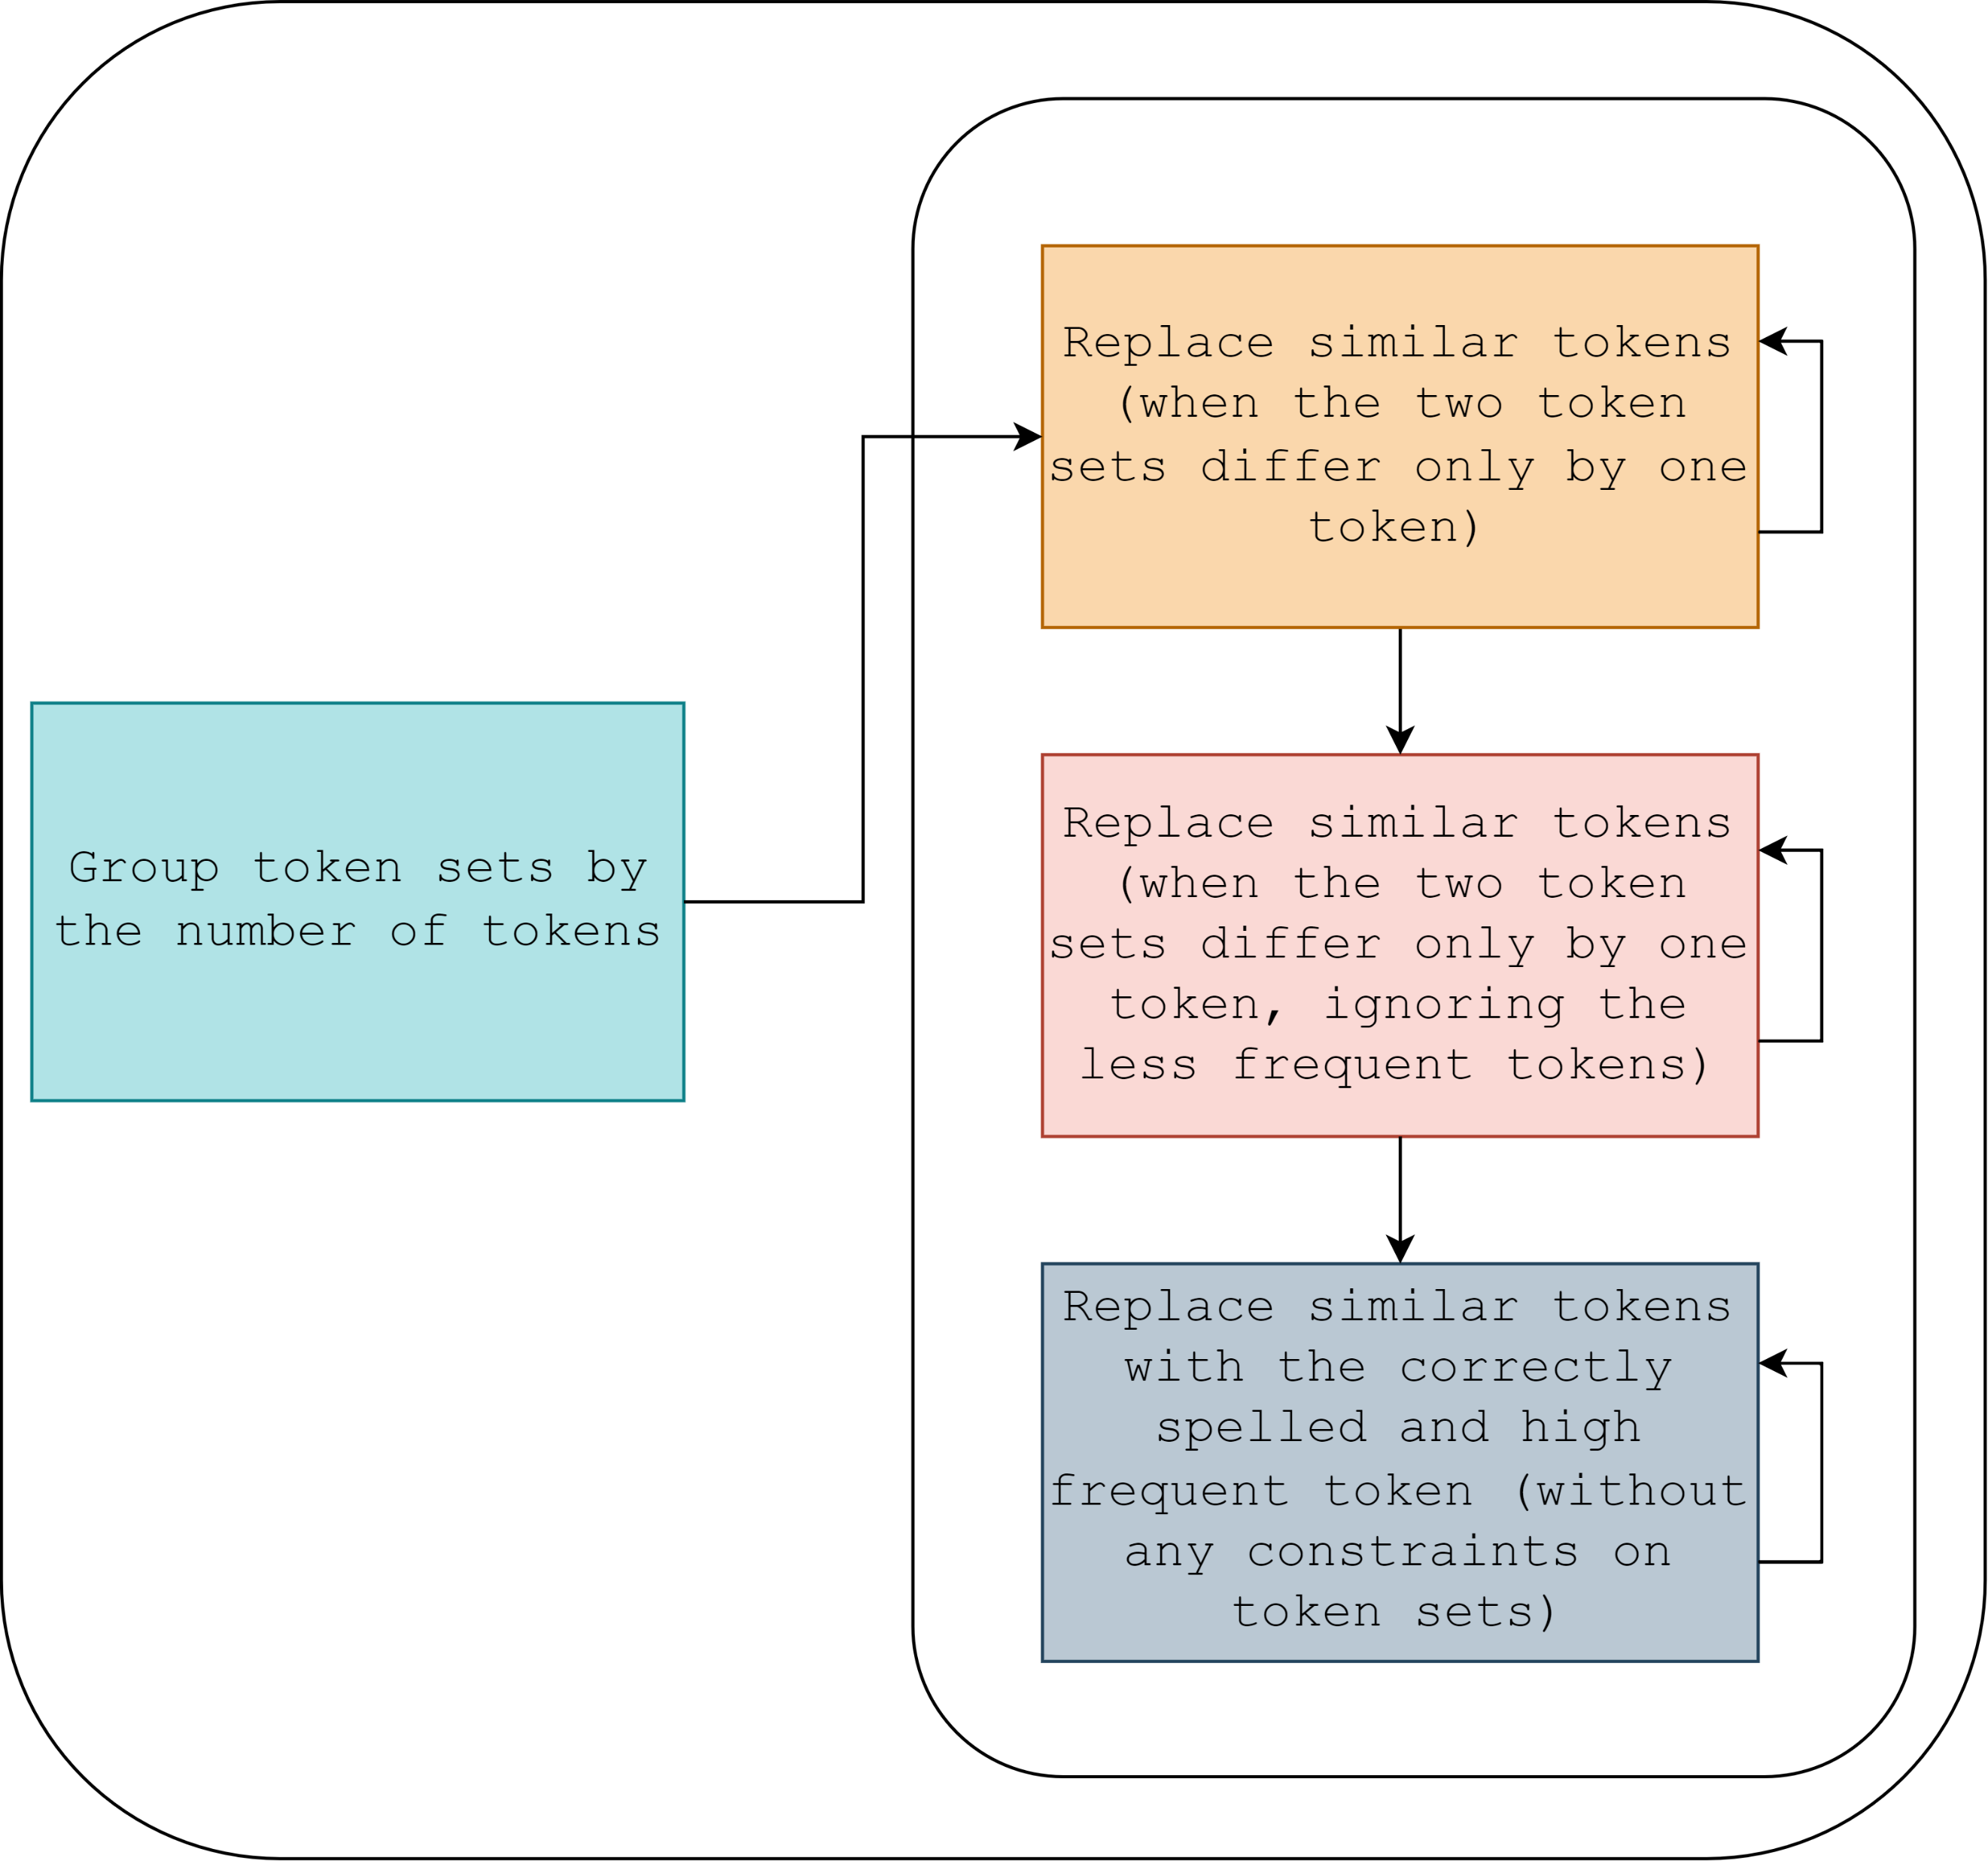 Group token sets by
the number of tokens
Replace similar tokens
(when the two token
sets differ only by one
token)
Replace similar tokens
(when the two token
sets differ only by one
token, ignoring the
less frequent tokens)
Replace similar tokens
with the correctly
spelled and high
frequent token (without
any constraints on
token sets)